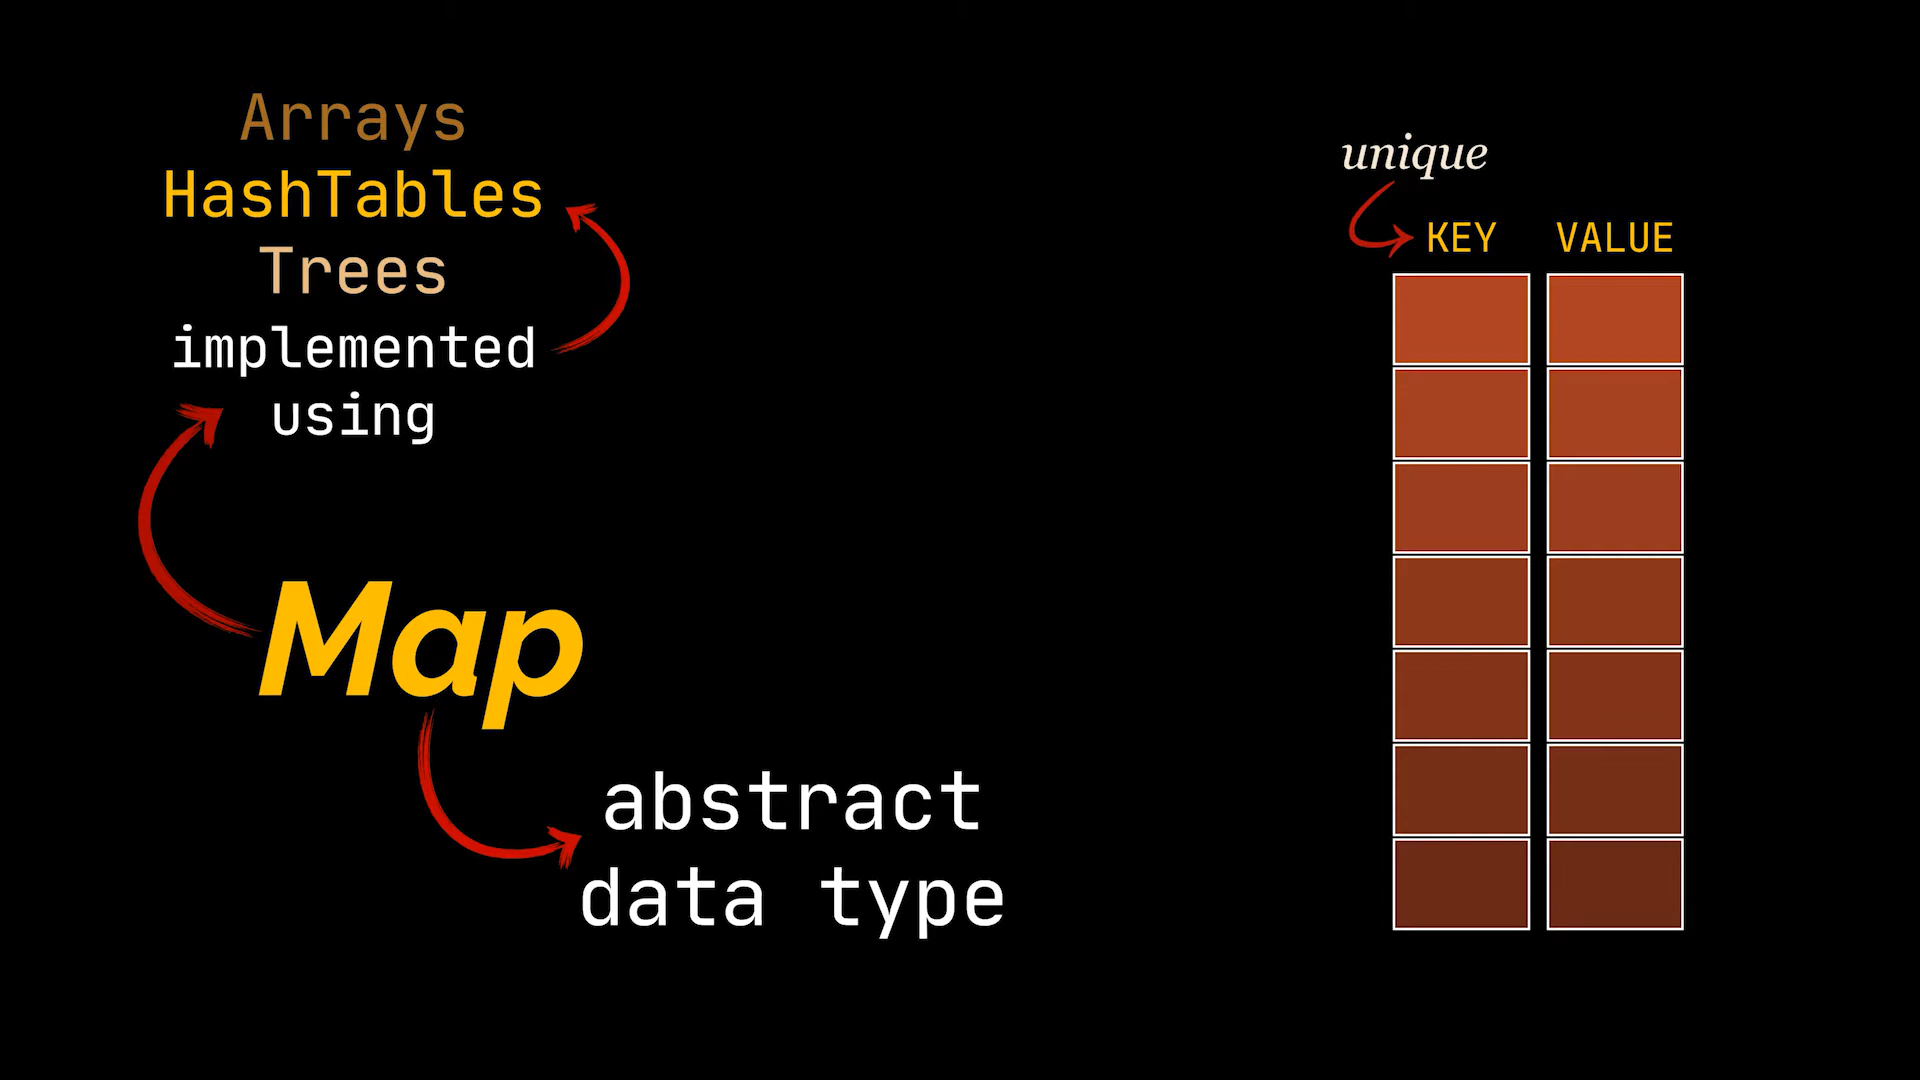 Arrays
HashTables
Trees
implemented
using
Map
abstract
data type
unique
KEY VALUE